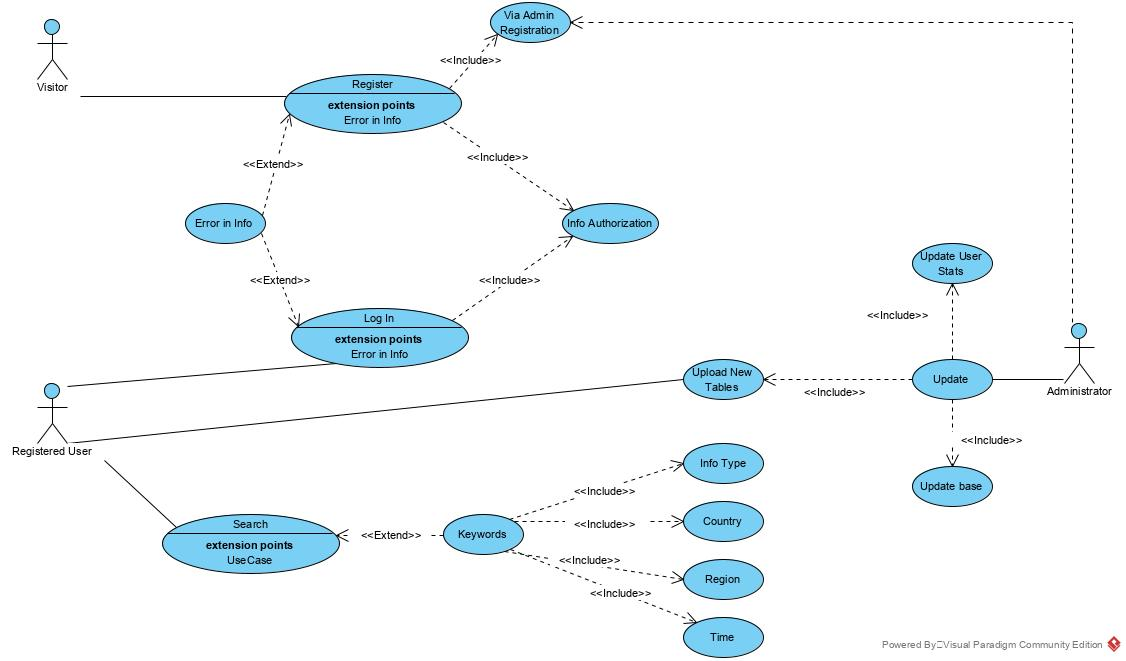 Via Admin
Registration
Visitor
<<Include>>
Register
extension points
Error in Info
<<Include>>
<<Extend>>
Error in Info
Info Authorization
<<Extend>>
<<Include>>
Update User
Stats
Log In
extension points
Error in Info
<<Include>>
Upload New
Tables
<<Include>>
Update
Administrator
Registered User
<<Include>>
Info Type
Update base
<<Include>>
Search
extension points
UseCase
<<Extend>>
Keywords
<<Include>>
Country
<<Include>>
Region
<<Include>>
Time
Powered By Visual Paradigm Community Edition